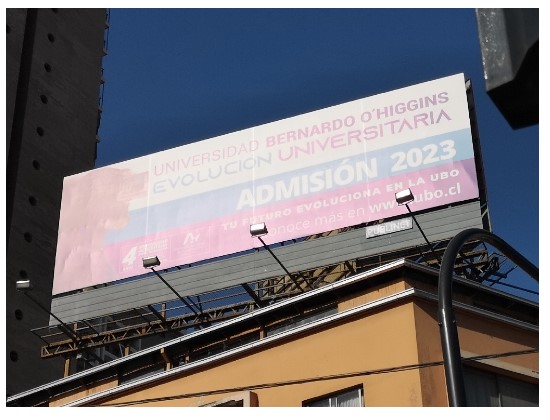 UNIVERSIDAD BERNARDO O'HIGGINS
EVOLUCIÓN UNIVERSITARIA
ADMISIÓN 2023
TU FUTURO EVOLUCIONA EN LA UBO
Conoce más en www.ubo.cl
4